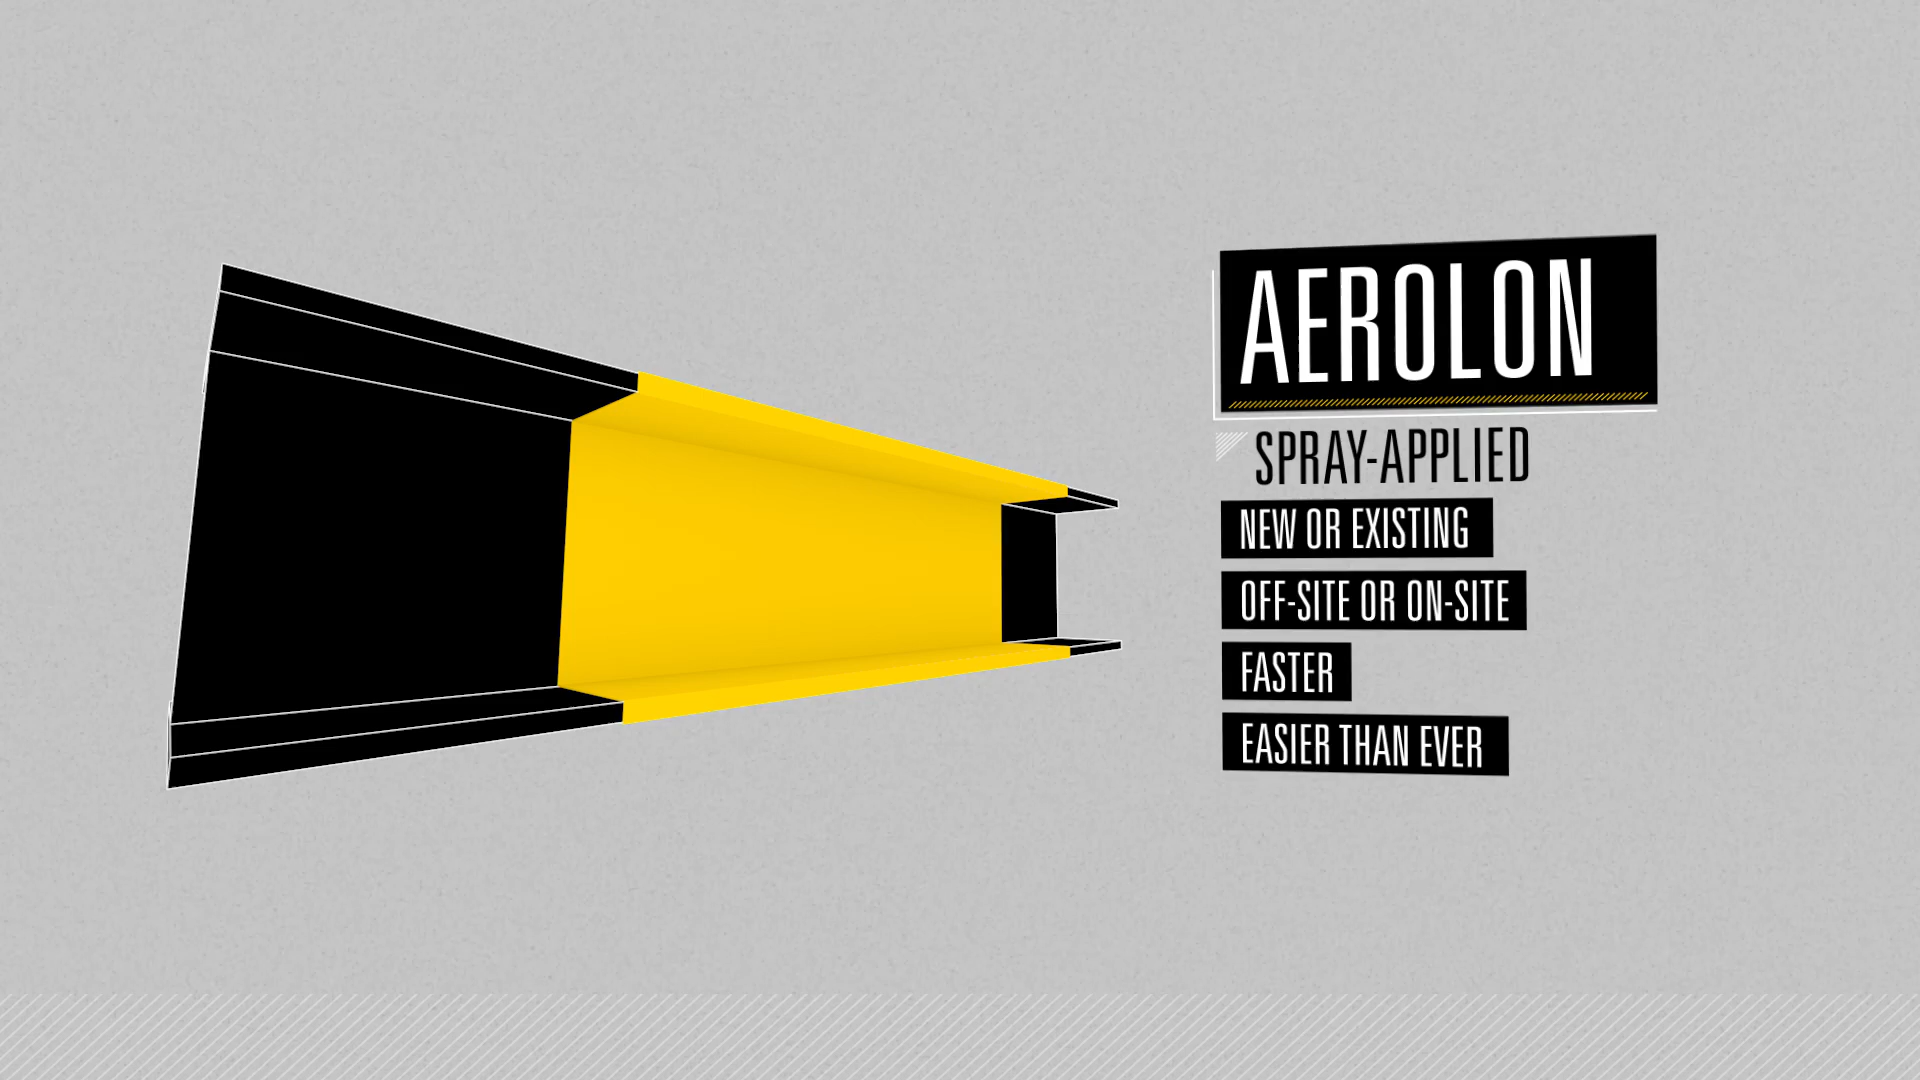 AEROLON
SPRAY-APPLIED
NEW OR EXISTING
OFF-SITE OR ON-SITE
FASTER
EASIER THAN EVER